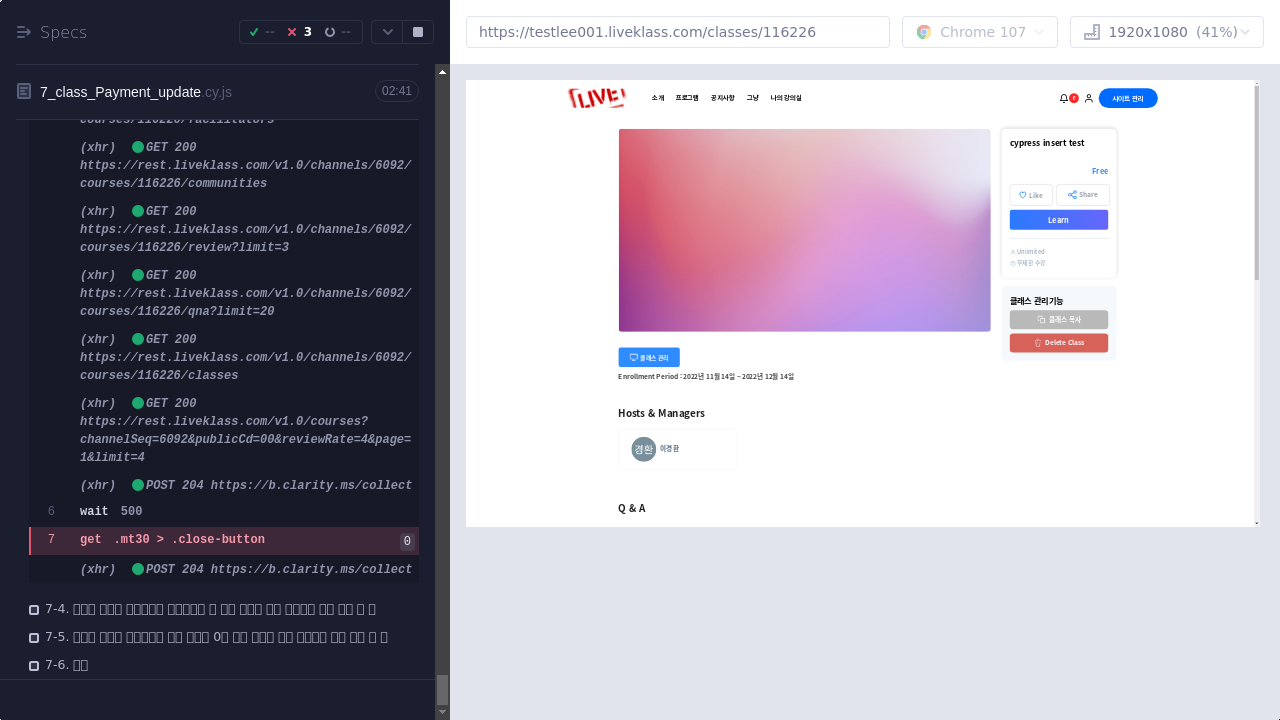 Specs
--
3
--
https://testlee001.liveklass.com/classes/116226
Chrome 107
1920x1080 (41%)
7_class_Payment_update.cy.js
02:41
courses/116226/facilitators
(xhr) GET 200
https://rest.liveklass.com/v1.0/channels/6092/
courses/116226/communities
(xhr) GET 200
https://rest.liveklass.com/v1.0/channels/6092/
courses/116226/review?limit=3
(xhr) GET 200
https://rest.liveklass.com/v1.0/channels/6092/
courses/116226/qna?limit=20
(xhr) GET 200
https://rest.liveklass.com/v1.0/channels/6092/
courses/116226/classes
(xhr) GET 200
https://rest.liveklass.com/v1.0/courses?
channelSeq=6092&publicCd=00&reviewRate=4&page=
1&limit=4
(xhr) POST 204 https://b.clarity.ms/collect
6 wait 500
7 get .mt30 > .close-button 0
(xhr) POST 204 https://b.clarity.ms/collect
7-4.
7-5. 0
7-6.
LIVE!
소개 프로그램 공지사항 그냥 나의 강의실
6
사이트 관리
cypress insert test
Free
Like Share
Learn
Unlimited
무제한 수강
클래스 관리기능
클래스 복사
Delete Class
클래스 관리
Enrollment Period : 2022년 11월 14일 ~ 2022년 12월 14일
Hosts & Managers
경환 이경환
Q & A